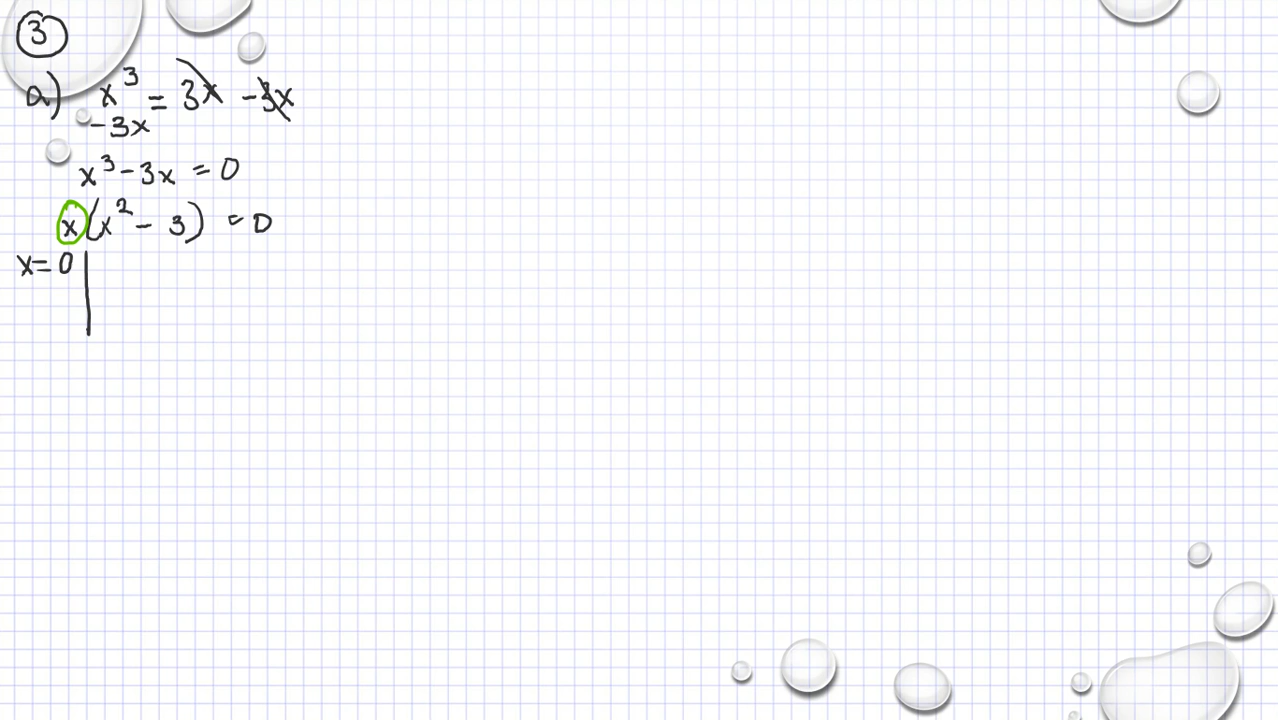 3
a) x³ = 3x - 3x
-3x
x³ - 3x = 0
x(x² - 3) = 0
x = 0